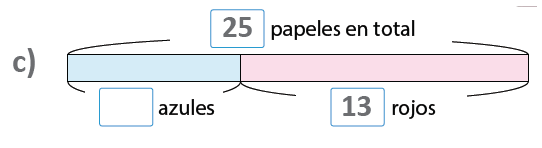 25 papeles en total
c)
azules 13 rojos